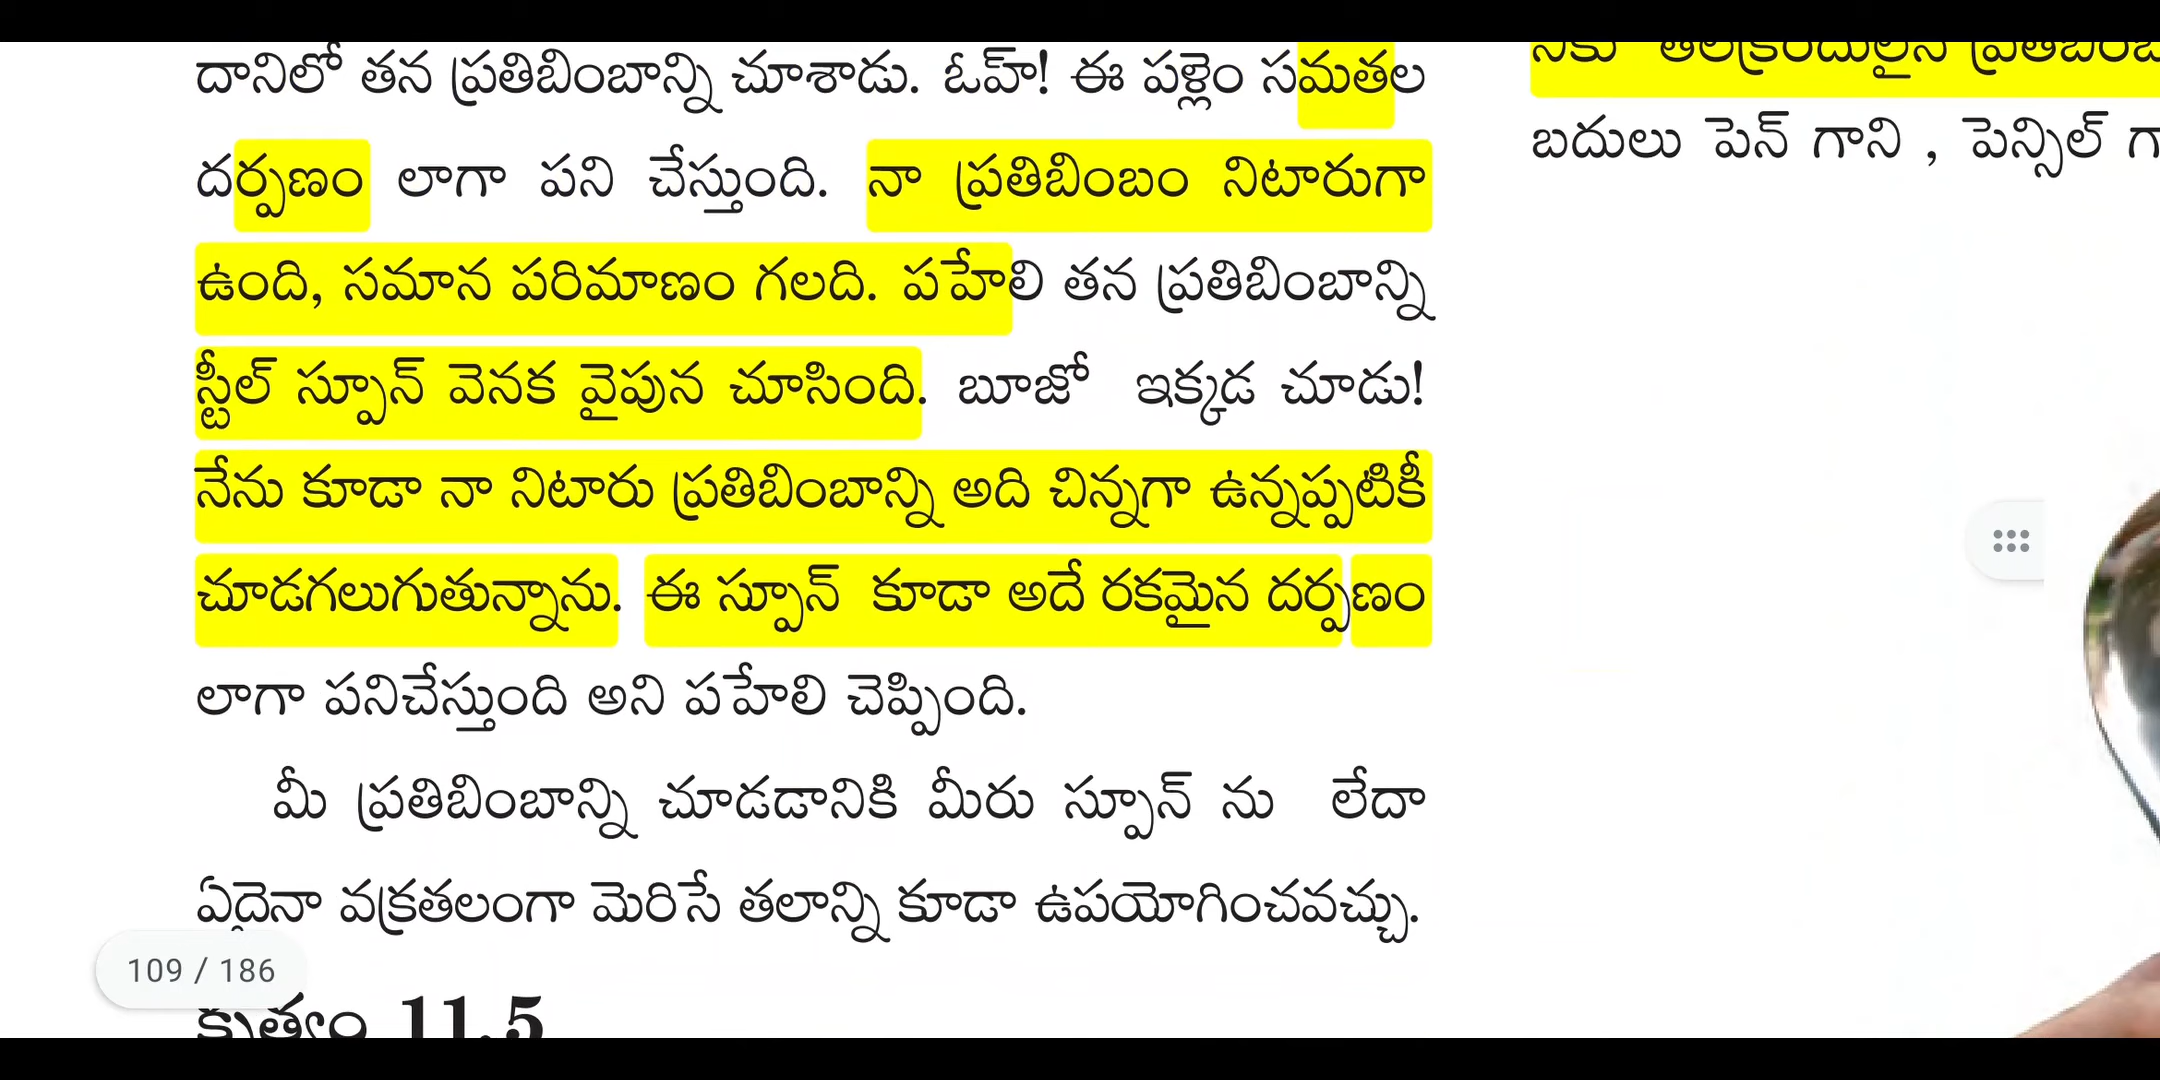 దానిలో తన ప్రతిబింబాన్ని చూశాడు. ఓహ్! ఈ పళ్లెం సమతల
దర్పణం లాగా పని చేస్తుంది. నా ప్రతిబింబం నిటారుగా
ఉంది, సమాన పరిమాణం గలది. పహేలి తన ప్రతిబింబాన్ని
స్టీల్ స్పూన్ వెనక వైపున చూసింది. బూజో ఇక్కడ చూడు!
నేను కూడా నా నిటారు ప్రతిబింబాన్ని అది చిన్నగా ఉన్నప్పటికీ
చూడగలుగుతున్నాను. ఈ స్పూన్ కూడా అదే రకమైన దర్పణం
లాగా పనిచేస్తుంది అని పహేలి చెప్పింది.
మీ ప్రతిబింబాన్ని చూడడానికి మీరు స్పూన్ ను లేదా
ఏదైనా వక్రతలంగా మెరిసే తలాన్ని కూడా ఉపయోగించవచ్చు.
109 / 186
కృత్యం 11.5
నీకు తలక్రిందులైన
బదులు పెన్ గాని , పెన్సిల్